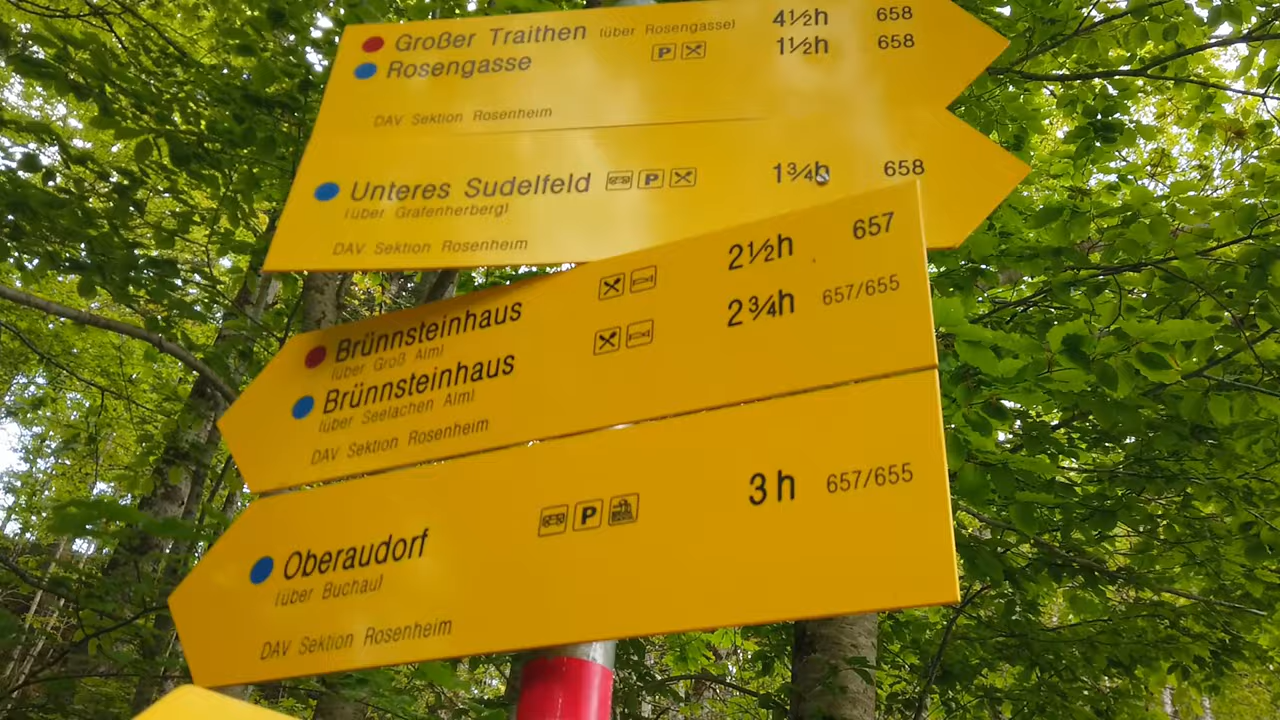 Großer Traithen (über Rosengasse) 4½h 658
Rosengasse P 1½h 658
DAV Sektion Rosenheim
Unteres Sudelfeld P 1¾h 658
(über Grafenherberg)
DAV Sektion Rosenheim
Brünnsteinhaus 2½h 657
(über Groß Alm)
Brünnsteinhaus 2¾h 657/655
(über Seelachen Alm)
DAV Sektion Rosenheim
Oberaudorf P 3 h 657/655
(über Buchau)
DAV Sektion Rosenheim